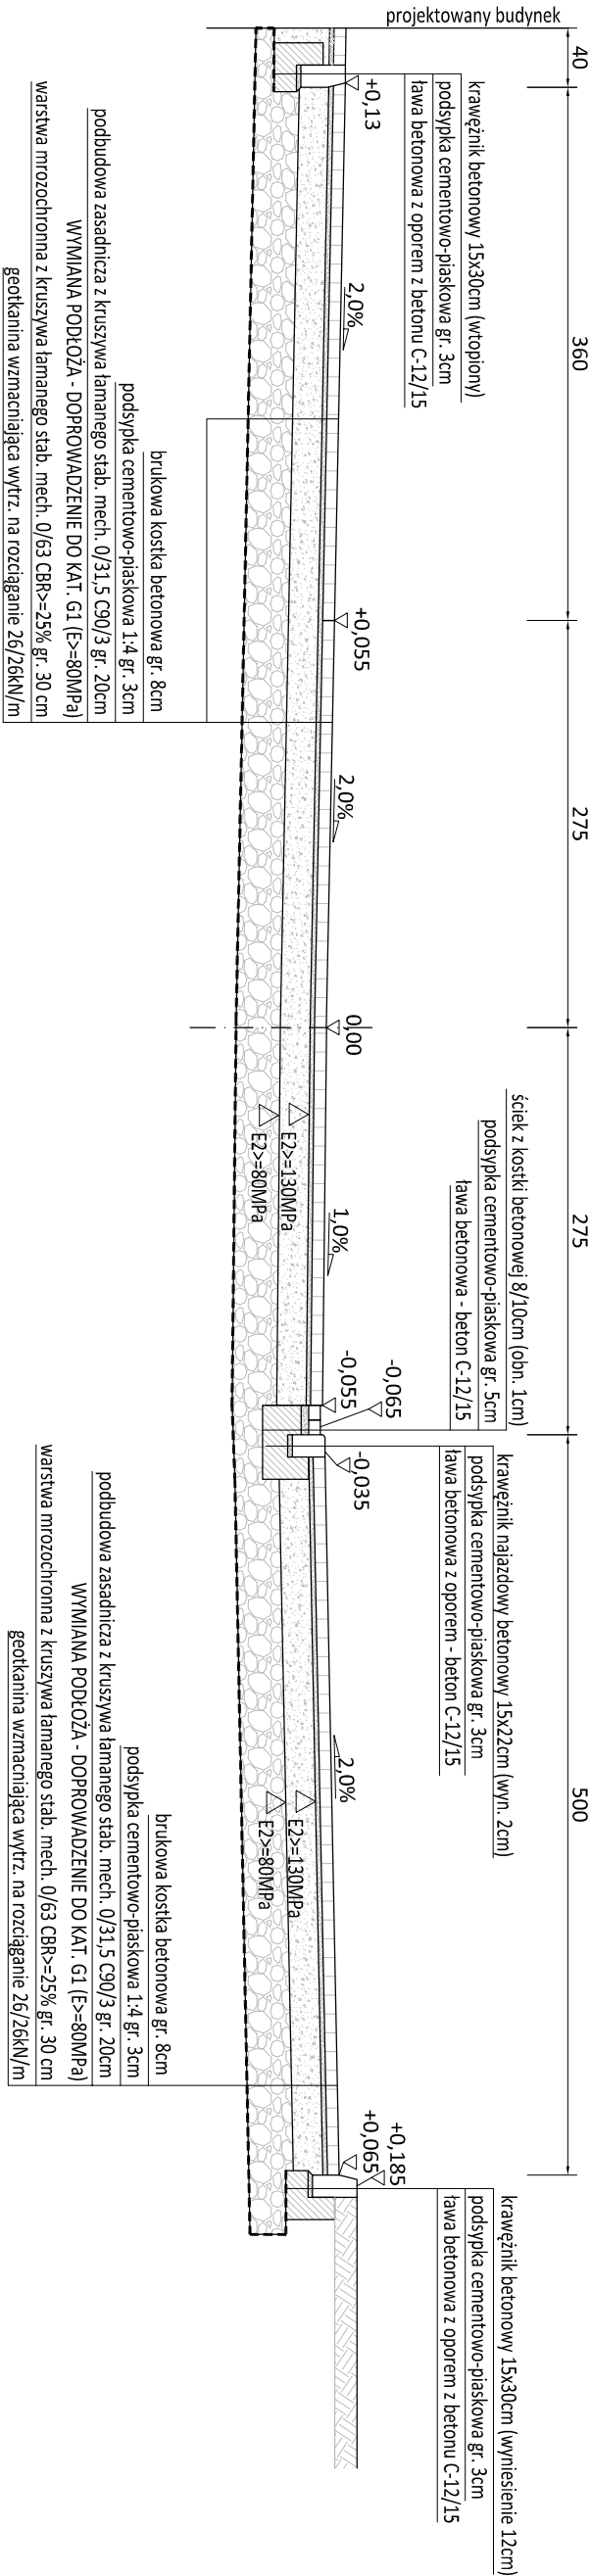 projektowany budynek
40
360
275
275
500
krawężnik betonowy 15x30cm (wtopiony)
podsypka cementowo-piaskowa gr. 3cm
ława betonowa z oporem z betonu C-12/15
ściek z kostki betonowej 8/10cm (obn. 1cm)
podsypka cementowo-piaskowa gr. 5cm
ława betonowa - beton C-12/15
krawężnik najazdowy betonowy 15x22cm (wyn. 2cm)
podsypka cementowo-piaskowa gr. 3cm
ława betonowa z oporem - beton C-12/15
krawężnik betonowy 15x30cm (wyniesienie 12cm)
podsypka cementowo-piaskowa gr. 3cm
ława betonowa z oporem z betonu C-12/15
+0,13
2,0%
+0,055
2,0%
0,00
1,0%
-0,055
-0,065
-0,035
2,0%
+0,065
+0,185
E2>=130MPa
E2>=80MPa
E2>=130MPa
E2>=80MPa
brukowa kostka betonowa gr. 8cm
podsypka cementowo-piaskowa 1:4 gr. 3cm
podbudowa zasadnicza z kruszywa łamanego stab. mech. 0/31,5 C90/3 gr. 20cm
WYMIANA PODŁOŻA - DOPROWADZENIE DO KAT. G1 (E>=80MPa)
warstwa mrozochronna z kruszywa łamanego stab. mech. 0/63 CBR>=25% gr. 30 cm
geotkanina wzmacniająca wytrz. na rozciąganie 26/26kN/m
brukowa kostka betonowa gr. 8cm
podsypka cementowo-piaskowa 1:4 gr. 3cm
podbudowa zasadnicza z kruszywa łamanego stab. mech. 0/31,5 C90/3 gr. 20cm
WYMIANA PODŁOŻA - DOPROWADZENIE DO KAT. G1 (E>=80MPa)
warstwa mrozochronna z kruszywa łamanego stab. mech. 0/63 CBR>=25% gr. 30 cm
geotkanina wzmacniająca wytrz. na rozciąganie 26/26kN/m